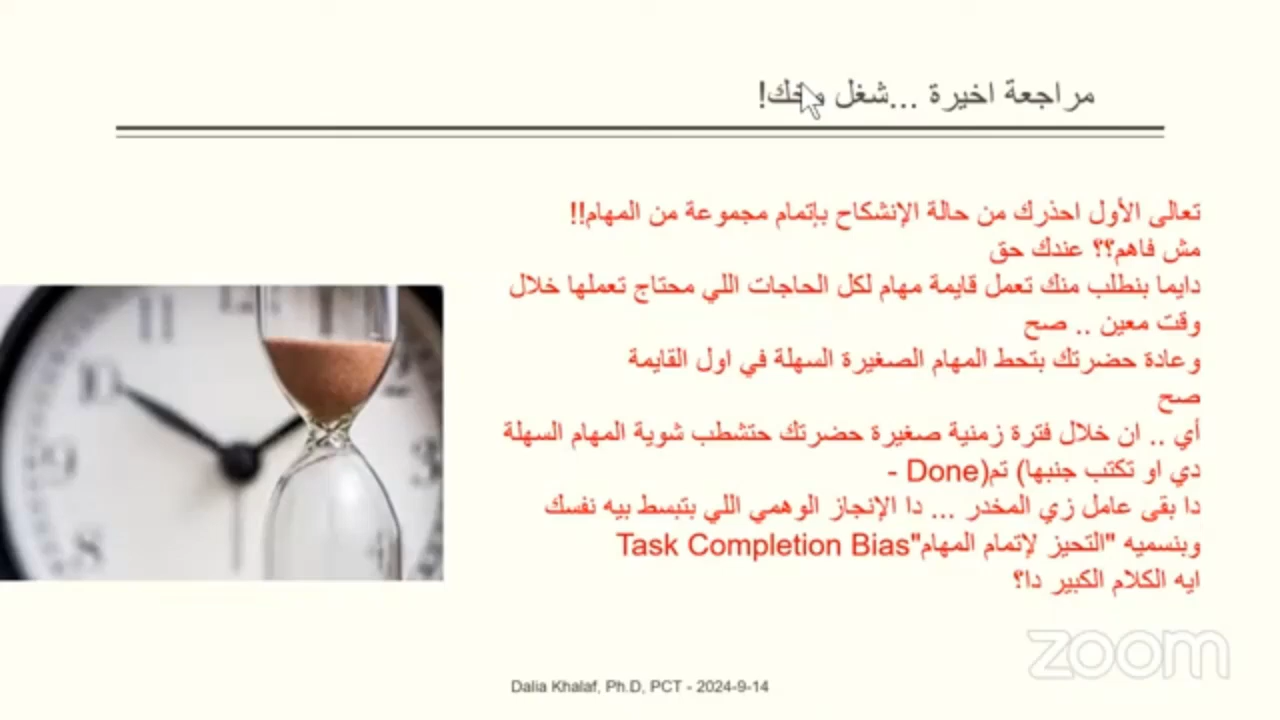 مراجعة اخيرة ...شغل مخك!
تعالى الأول احذرك من حالة الإنشكاح بإتمام مجموعة من المهام!!
مش فاهم؟؟ عندك حق
دايما بنطلب منك تعمل قايمة مهام لكل الحاجات اللي محتاج تعملها خلال
وقت معين .. صح
وعادة حضرتك بتحط المهام الصغيرة السهلة في اول القايمة
صح
أي .. ان خلال فترة زمنية صغيرة حضرتك حتشطب شوية المهام السهلة
دي او تكتب جنبها) تم(Done -
دا بقى عامل زي المخدر ... دا الإنجاز الوهمي اللي بتبسط بيه نفسك
وبنسميه "التحيز لإتمام المهام"Task Completion Bias
ايه الكلام الكبير دا؟
zoom
Dalia Khalaf, Ph.D, PCT - 2024-9-14